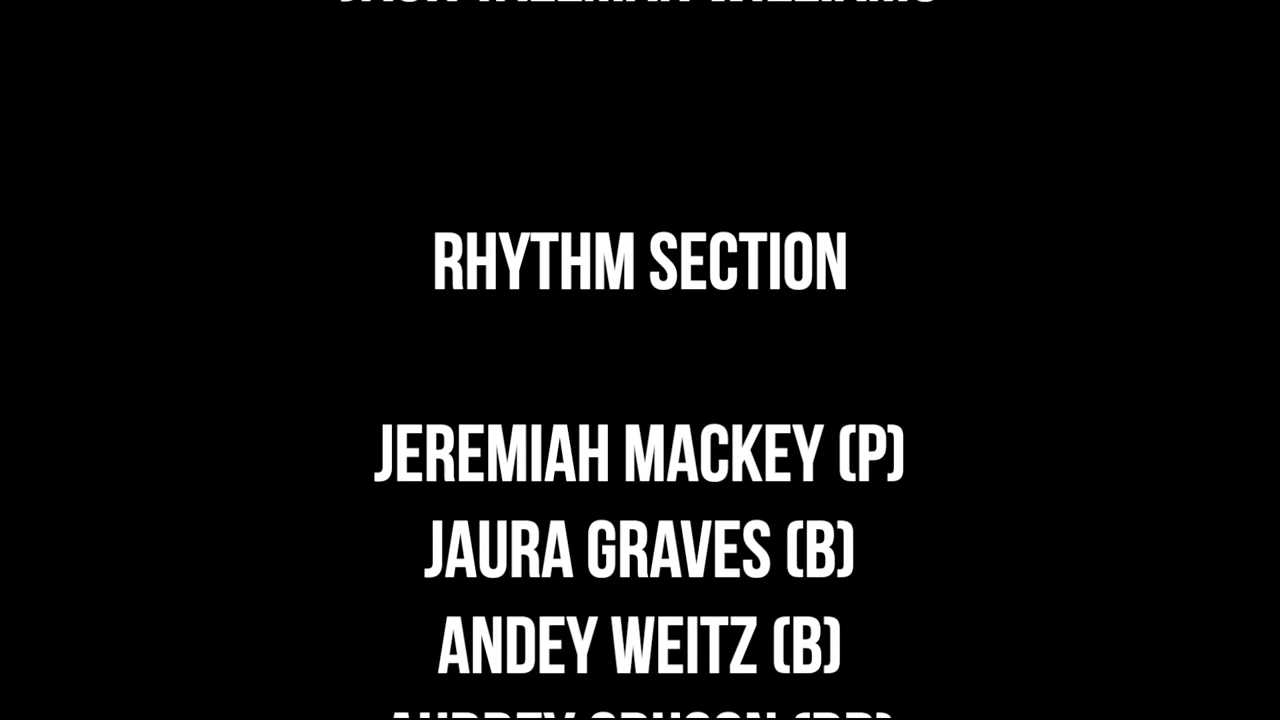 RHYTHM SECTION
JEREMIAH MACKEY (P)
JAURA GRAVES (B)
ANDEY WEITZ (B)